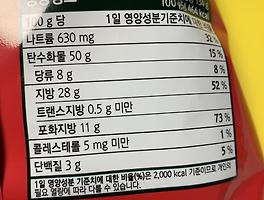 100 g 당 1일 영양성분 기준치에
나트륨 630 mg 32%
탄수화물 50 g 15 %
당류 8 g 8 %
지방 28 g 52 %
트랜스지방 0.5 g 미만
포화지방 11 g 73 %
콜레스테롤 5 mg 미만 1 %
단백질 3 g 5 %
1일 영양성분 기준치에 대한 비율(%)은 2,000 kcal 기준이므로 개인의
필요 열량에 따라 다를 수 있습니다.